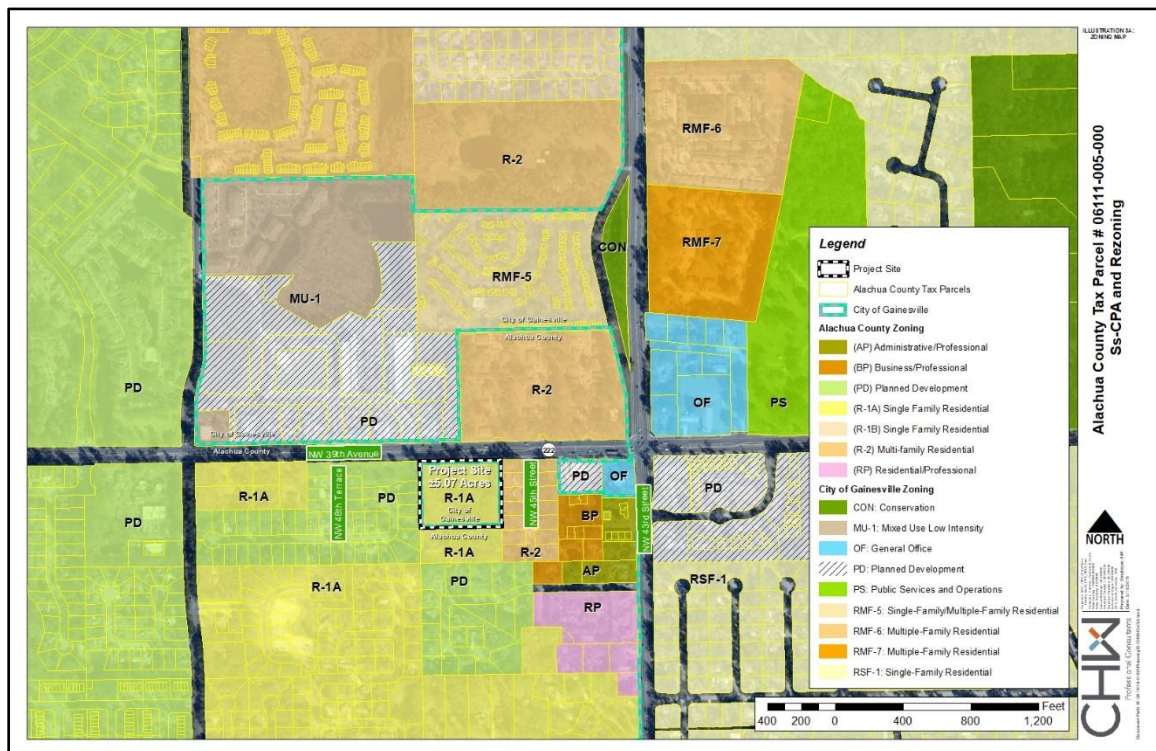 ILLUSTRATION 3A:
ZONING MAP
Alachua County Tax Parcel # 06111-005-000
Ss-CPA and Rezoning
R-2
RMF-6
RMF-7
CON
RMF-5
MU-1
City of Gainesville
Alachua County
PD
R-2
OF
PS
PD
City of Gainesville
Alachua County
NW 39th Avenue
222
Project Site
±5.07 Acres
R-1A
City of
Gainesville
Alachua County
R-1A
NW 48th Terrace
PD
NW 45th Street
PD
OF
NW 43rd Street
PD
PD
BP
R-1A
R-2
AP
R-1A
PD
RP
RSF-1
Legend
Project Site
Alachua County Tax Parcels
City of Gainesville
Alachua County Zoning
(AP) Administrative/Professional
(BP) Business/Professional
(PD) Planned Development
(R-1A) Single Family Residential
(R-1B) Single Family Residential
(R-2) Multi-family Residential
(RP) Residential/Professional
City of Gainesville Zoning
CON: Conservation
MU-1: Mixed Use Low Intensity
OF: General Office
PD: Planned Development
PS: Public Services and Operations
RMF-5: Single-Family/Multiple-Family Residential
RMF-6: Multiple-Family Residential
RMF-7: Multiple-Family Residential
RSF-1: Single-Family Residential
Feet
400 200 0 400 800 1,200
NORTH
CHW
Professional Consultants